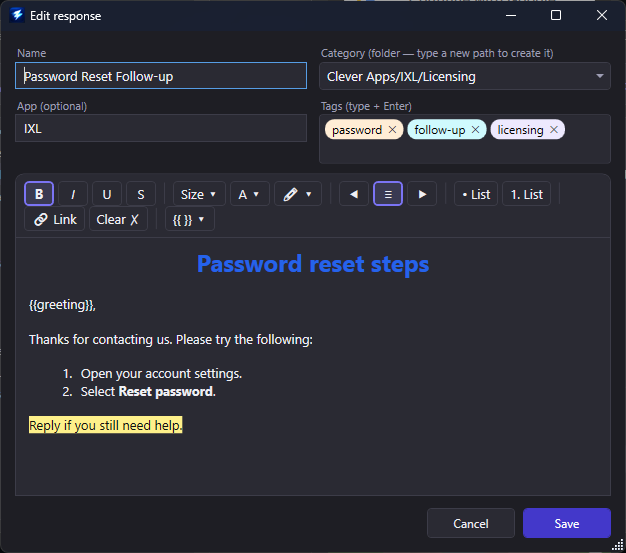 Edit response
Name
Category (folder — type a new path to create it)
Password Reset Follow-up
Clever Apps/IXL/Licensing
App (optional)
Tags (type + Enter)
IXL
password × follow-up × licensing ×
B I U S Size ▼ A ▼ ▼ ◄ ≡ ► • List 1. List
Link Clear ✗ {{ }} ▼
Password reset steps
{{greeting}},
Thanks for contacting us. Please try the following:
1. Open your account settings.
2. Select Reset password.
Reply if you still need help.
Cancel Save